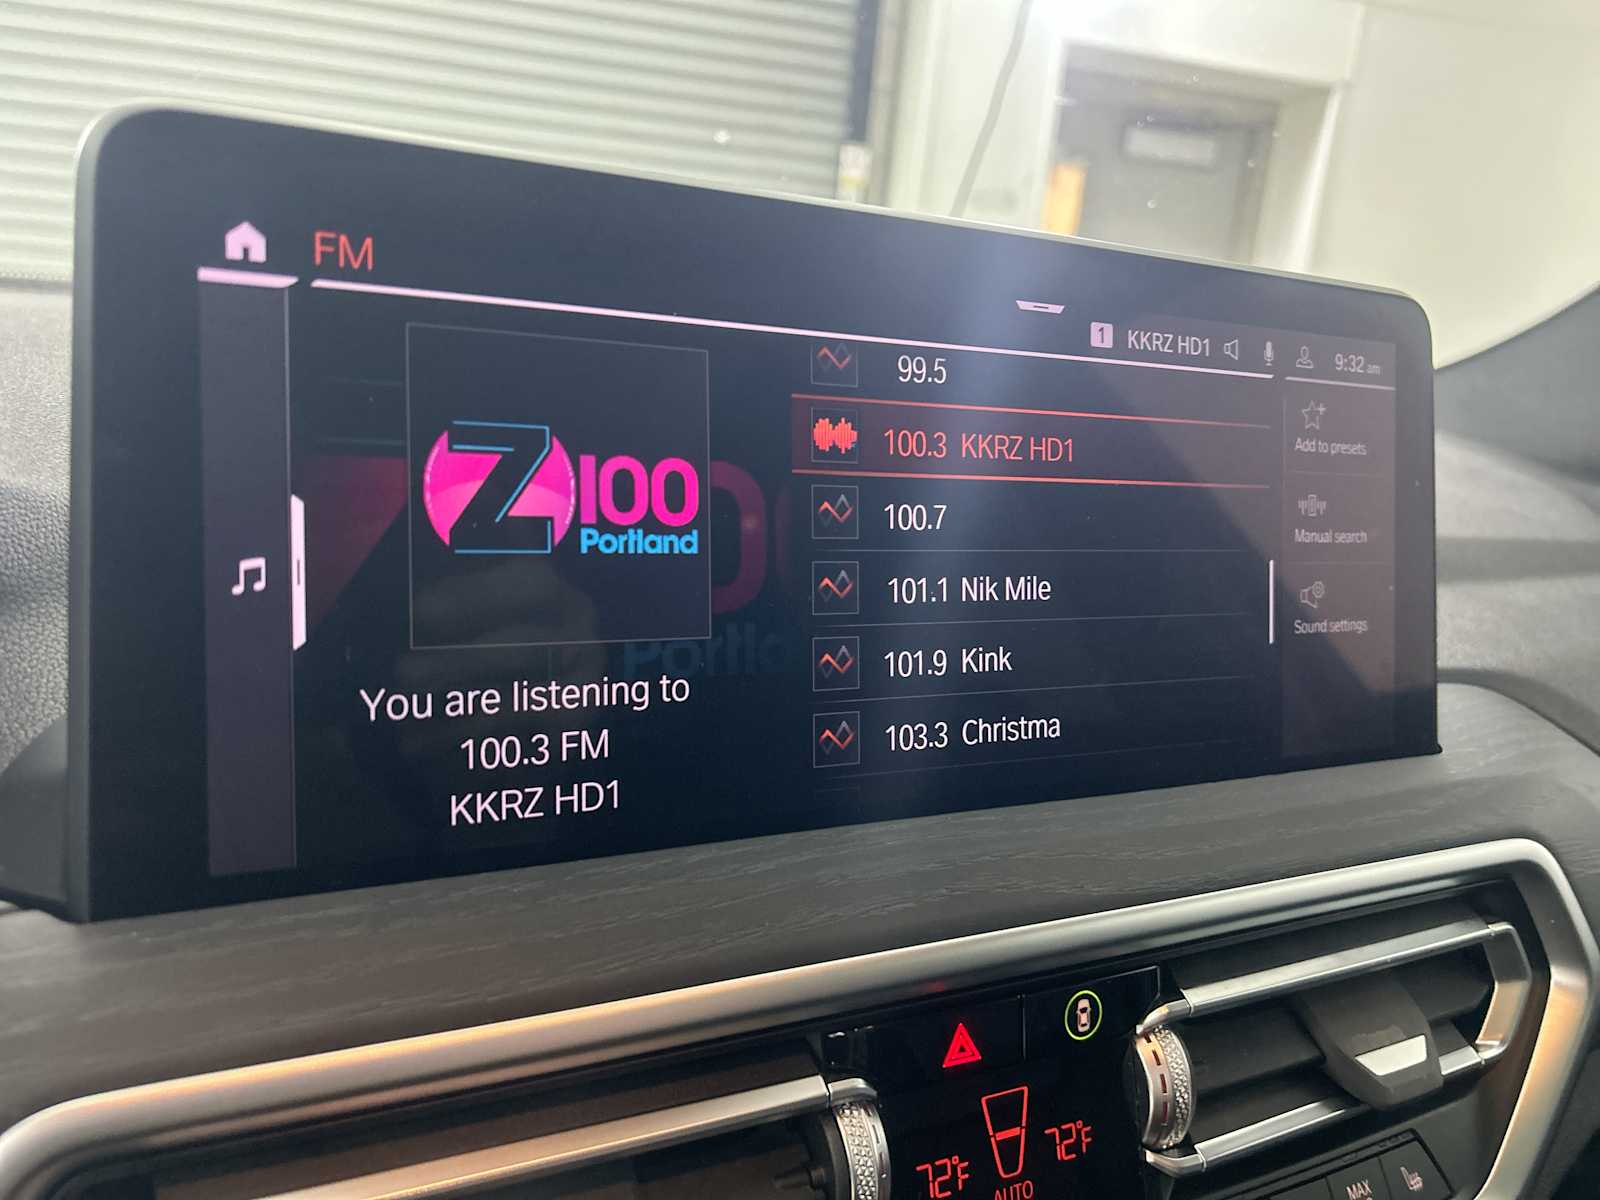 FM
1 KKRZ HD1 9:32 am
Z100
Portland
You are listening to
100.3 FM
KKRZ HD1
99.5
100.3 KKRZ HD1
100.7
101.1 Nik Mile
101.9 Kink
103.3 Christma
Add to presets
Manual search
Sound settings
72°F
72°F
AUTO
MAX